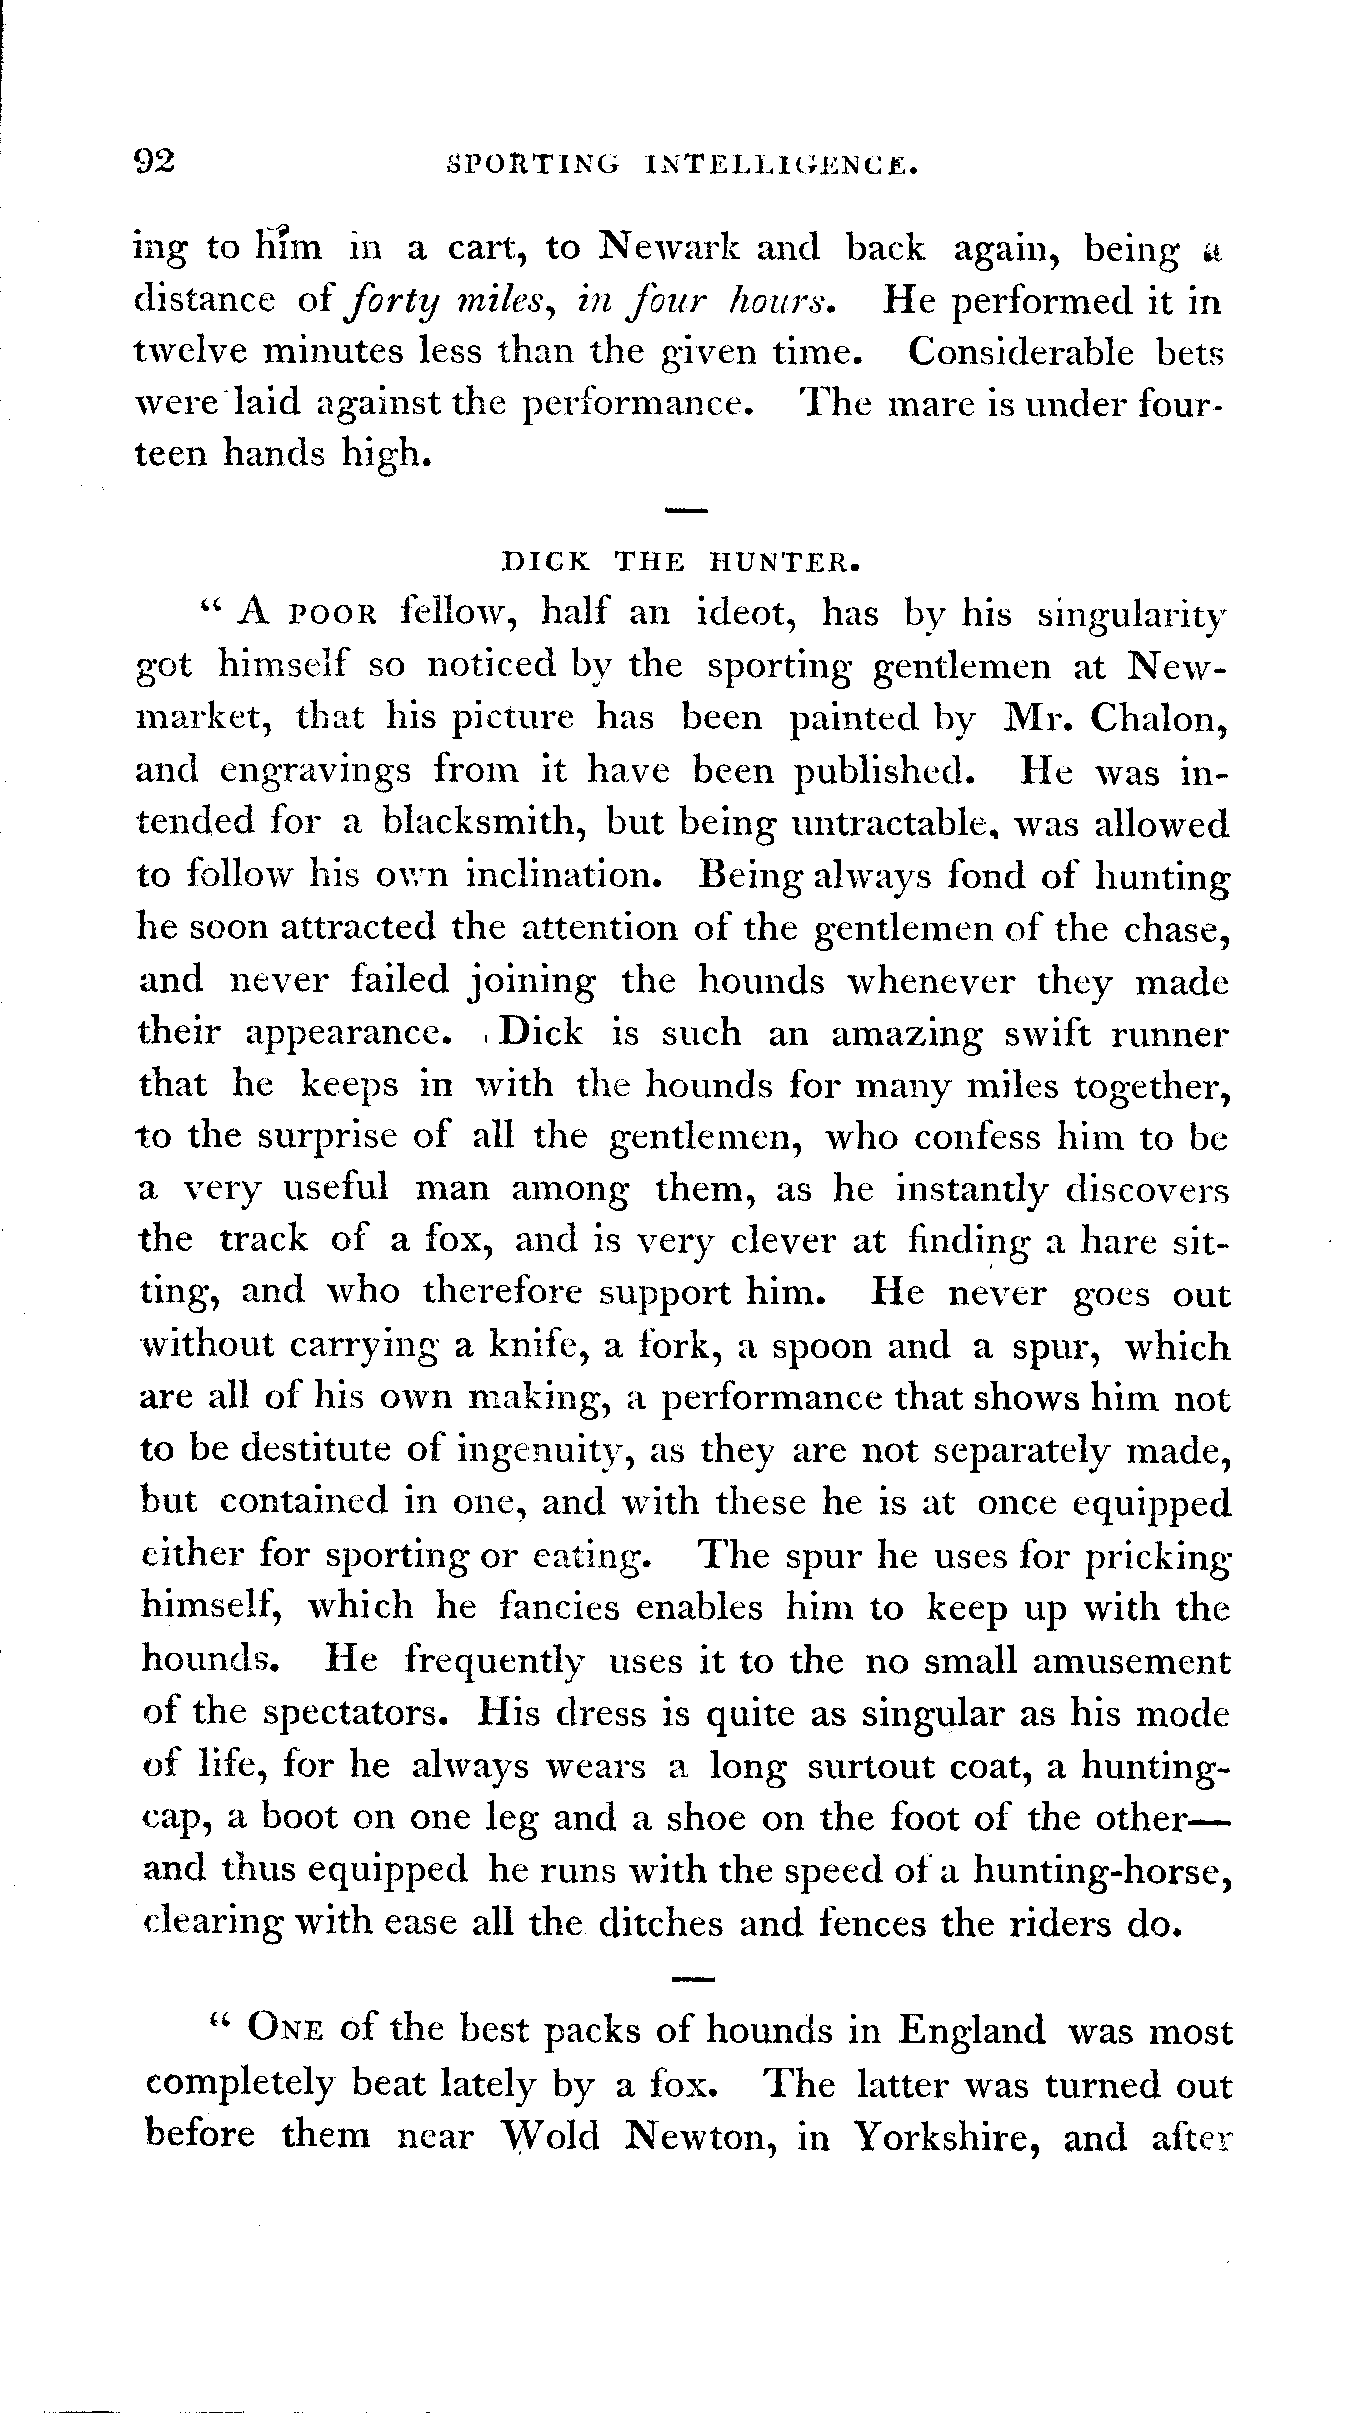 92 SPORTING INTELLIGENCE.
ing to him in a cart, to Newark and back again, being a
distance of forty miles, in four hours. He performed it in
twelve minutes less than the given time. Considerable bets
were laid against the performance. The mare is under four-
teen hands high.
—
DICK THE HUNTER.
“ A POOR fellow, half an ideot, has by his singularity
got himself so noticed by the sporting gentlemen at New-
market, that his picture has been painted by Mr. Chalon,
and engravings from it have been published. He was in-
tended for a blacksmith, but being untractable, was allowed
to follow his own inclination. Being always fond of hunting
he soon attracted the attention of the gentlemen of the chase,
and never failed joining the hounds whenever they made
their appearance. Dick is such an amazing swift runner
that he keeps in with the hounds for many miles together,
to the surprise of all the gentlemen, who confess him to be
a very useful man among them, as he instantly discovers
the track of a fox, and is very clever at finding a hare sit-
ting, and who therefore support him. He never goes out
without carrying a knife, a fork, a spoon and a spur, which
are all of his own making, a performance that shows him not
to be destitute of ingenuity, as they are not separately made,
but contained in one, and with these he is at once equipped
either for sporting or eating. The spur he uses for pricking
himself, which he fancies enables him to keep up with the
hounds. He frequently uses it to the no small amusement
of the spectators. His dress is quite as singular as his mode
of life, for he always wears a long surtout coat, a hunting-
cap, a boot on one leg and a shoe on the foot of the other—
and thus equipped he runs with the speed of a hunting-horse,
clearing with ease all the ditches and fences the riders do.
—
“ ONE of the best packs of hounds in England was most
completely beat lately by a fox. The latter was turned out
before them near Wold Newton, in Yorkshire, and after